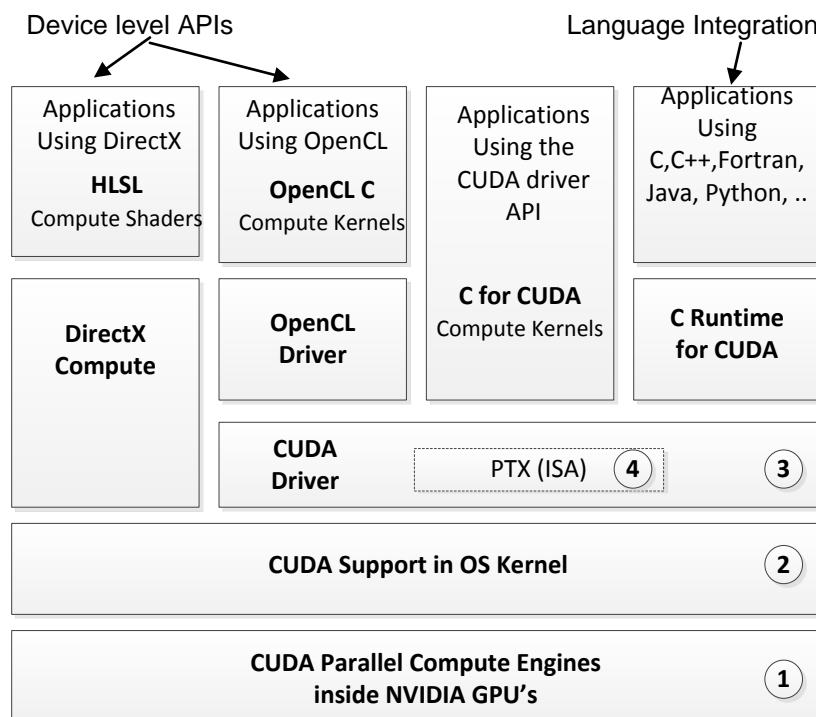 Device level APIs
Language Integration
Applications
Using DirectX
HLSL
Compute Shaders
Applications
Using OpenCL
OpenCL C
Compute Kernels
Applications
Using the
CUDA driver
API
C for CUDA
Compute Kernels
Applications
Using
C,C++,Fortran,
Java, Python, ..
DirectX
Compute
OpenCL
Driver
C Runtime
for CUDA
CUDA
Driver
PTX (ISA) 4
3
CUDA Support in OS Kernel
2
CUDA Parallel Compute Engines
inside NVIDIA GPU's
1